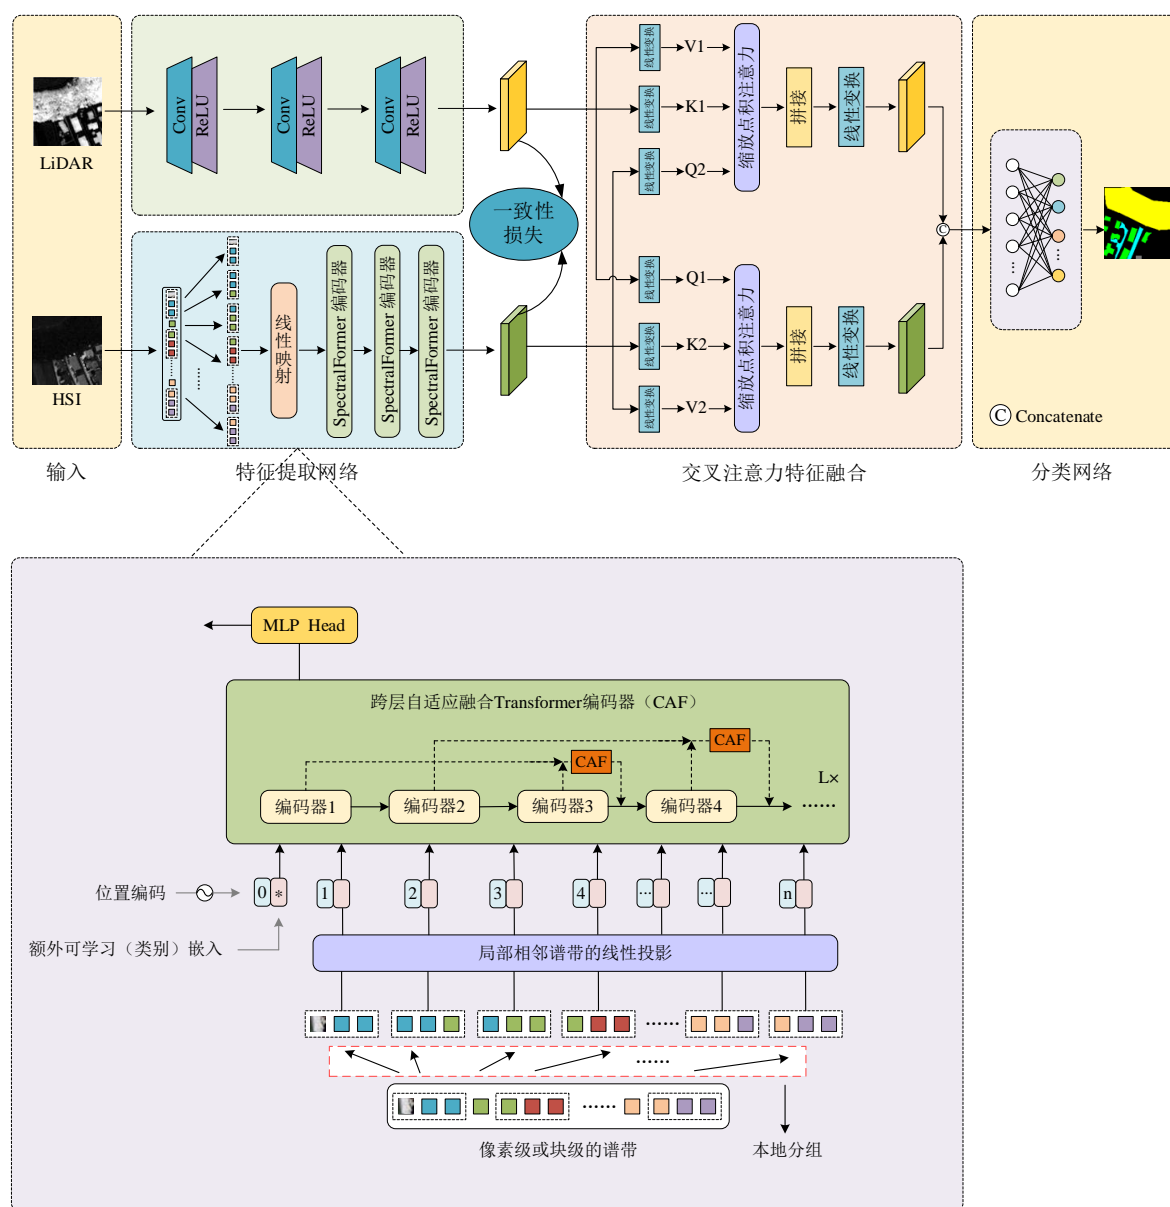 LiDAR
HSI
输入
Conv
ReLU
Conv
ReLU
Conv
ReLU
线性映射
SpectralFormer 编码器
SpectralFormer 编码器
SpectralFormer 编码器
特征提取网络
一致性
损失
线性变换
V1
线性变换
K1
线性变换
Q2
缩放点积注意力
拼接
线性变换
线性变换
Q1
线性变换
K2
线性变换
V2
缩放点积注意力
拼接
线性变换
交叉注意力特征融合
C
C Concatenate
分类网络
MLP Head
跨层自适应融合Transformer编码器（CAF）
CAF
CAF
L×
编码器1
编码器2
编码器3
编码器4
......
位置编码
0 *
1
2
3
4
...
...
n
额外可学习（类别）嵌入
局部相邻谱带的线性投影
......
......
......
像素级或块级的谱带
本地分组